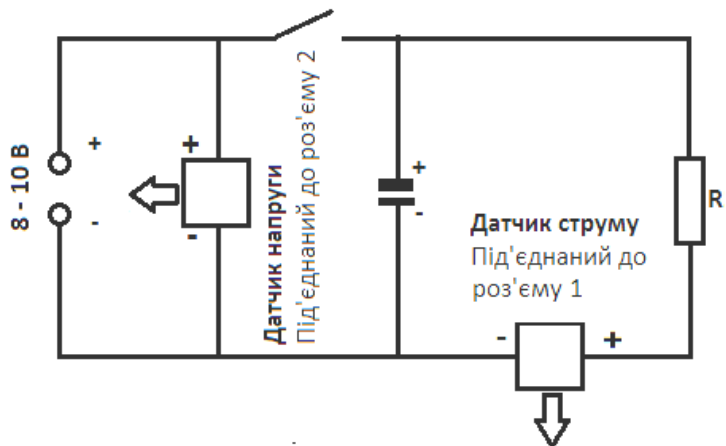 8 - 10 В
+
-
+
-
Датчик напруги
Під'єднаний до роз'єму 2
+
-
R
Датчик струму
Під'єднаний до
роз'єму 1
-
+